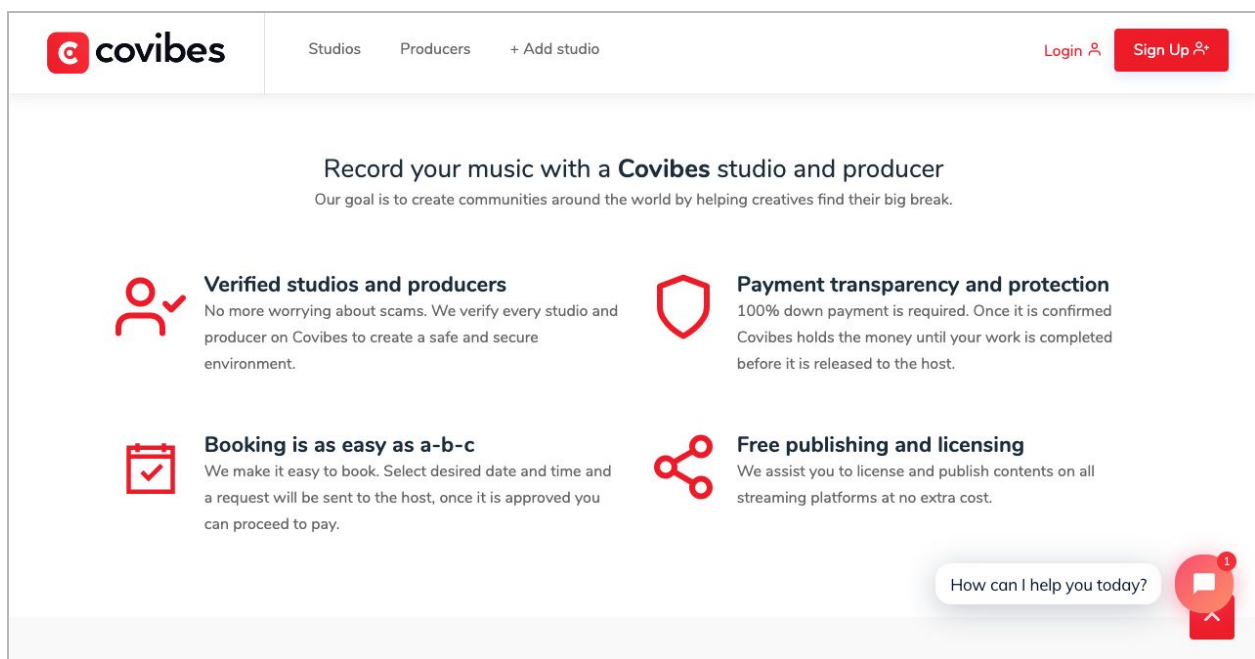 covibes
Studios
Producers
+ Add studio
Login
Sign Up
Record your music with a Covibes studio and producer
Our goal is to create communities around the world by helping creatives find their big break.
Verified studios and producers
No more worrying about scams. We verify every studio and
producer on Covibes to create a safe and secure
environment.
Payment transparency and protection
100% down payment is required. Once it is confirmed
Covibes holds the money until your work is completed
before it is released to the host.
Booking is as easy as a-b-c
We make it easy to book. Select desired date and time and
a request will be sent to the host, once it is approved you
can proceed to pay.
Free publishing and licensing
We assist you to license and publish contents on all
streaming platforms at no extra cost.
How can I help you today?
1